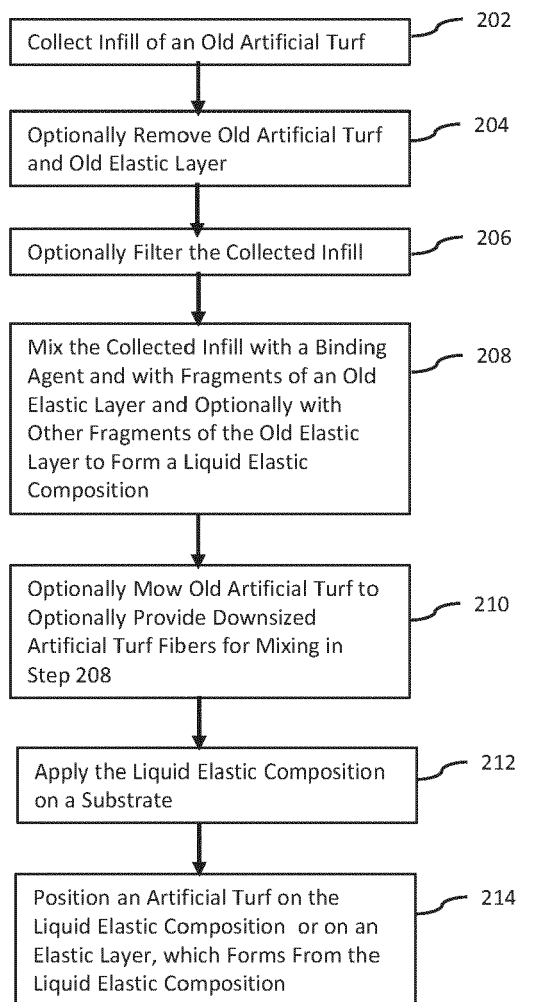 Collect Infill of an Old Artificial Turf
202
Optionally Remove Old Artificial Turf
and Old Elastic Layer
204
Optionally Filter the Collected Infill
206
Mix the Collected Infill with a Binding
Agent and with Fragments of an Old
Elastic Layer and Optionally with
Other Fragments of the Old Elastic
Layer to Form a Liquid Elastic
Composition
208
Optionally Mow Old Artificial Turf to
Optionally Provide Downsized
Artificial Turf Fibers for Mixing in
Step 208
210
Apply the Liquid Elastic Composition
on a Substrate
212
Position an Artificial Turf on the
Liquid Elastic Composition or on an
Elastic Layer, which Forms From the
Liquid Elastic Composition
214